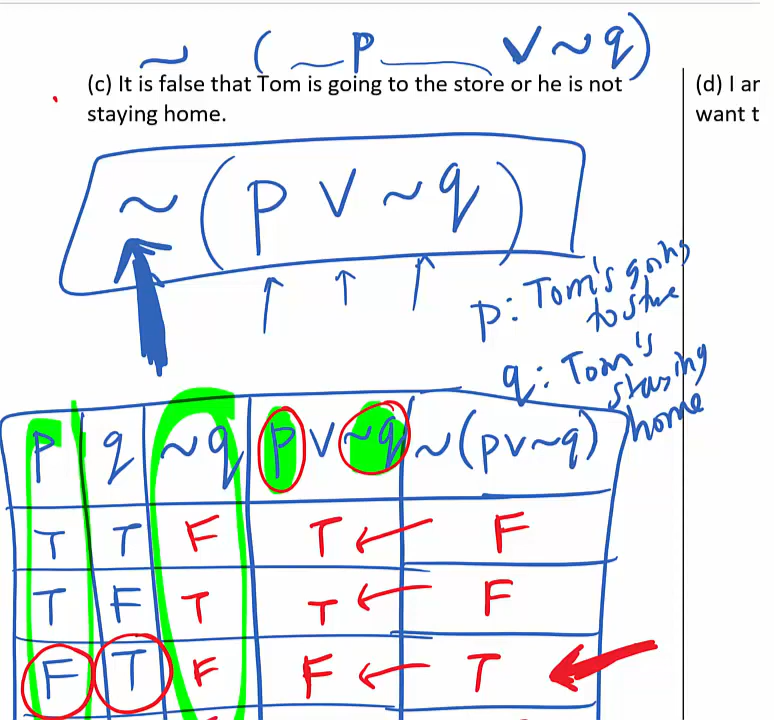 ~ ( p ∨ ~q)
(c) It is false that Tom is going to the store or he is not
staying home.
(d) I ar
want t
~(p ∨ ~q)
p: Tom's going
to store
q: Tom's
staying
home
p q ~q p ∨ ~q ~(p∨~q)
T T F T F
T F T T F
F T F F T